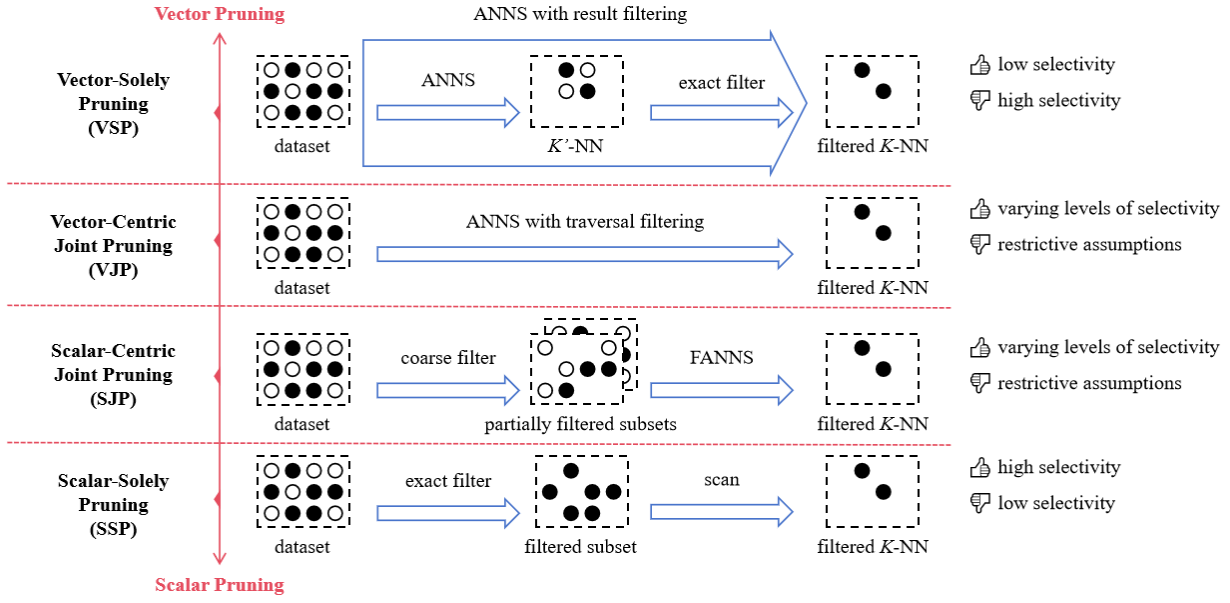 Vector Pruning
ANNS with result filtering
Vector-Solely
Pruning
(VSP)
dataset
ANNS
K’-NN
exact filter
filtered K-NN
low selectivity
high selectivity
Vector-Centric
Joint Pruning
(VJP)
dataset
ANNS with traversal filtering
filtered K-NN
varying levels of selectivity
restrictive assumptions
Scalar-Centric
Joint Pruning
(SJP)
dataset
coarse filter
partially filtered subsets
FANNS
filtered K-NN
varying levels of selectivity
restrictive assumptions
Scalar-Solely
Pruning
(SSP)
dataset
exact filter
filtered subset
scan
filtered K-NN
high selectivity
low selectivity
Scalar Pruning